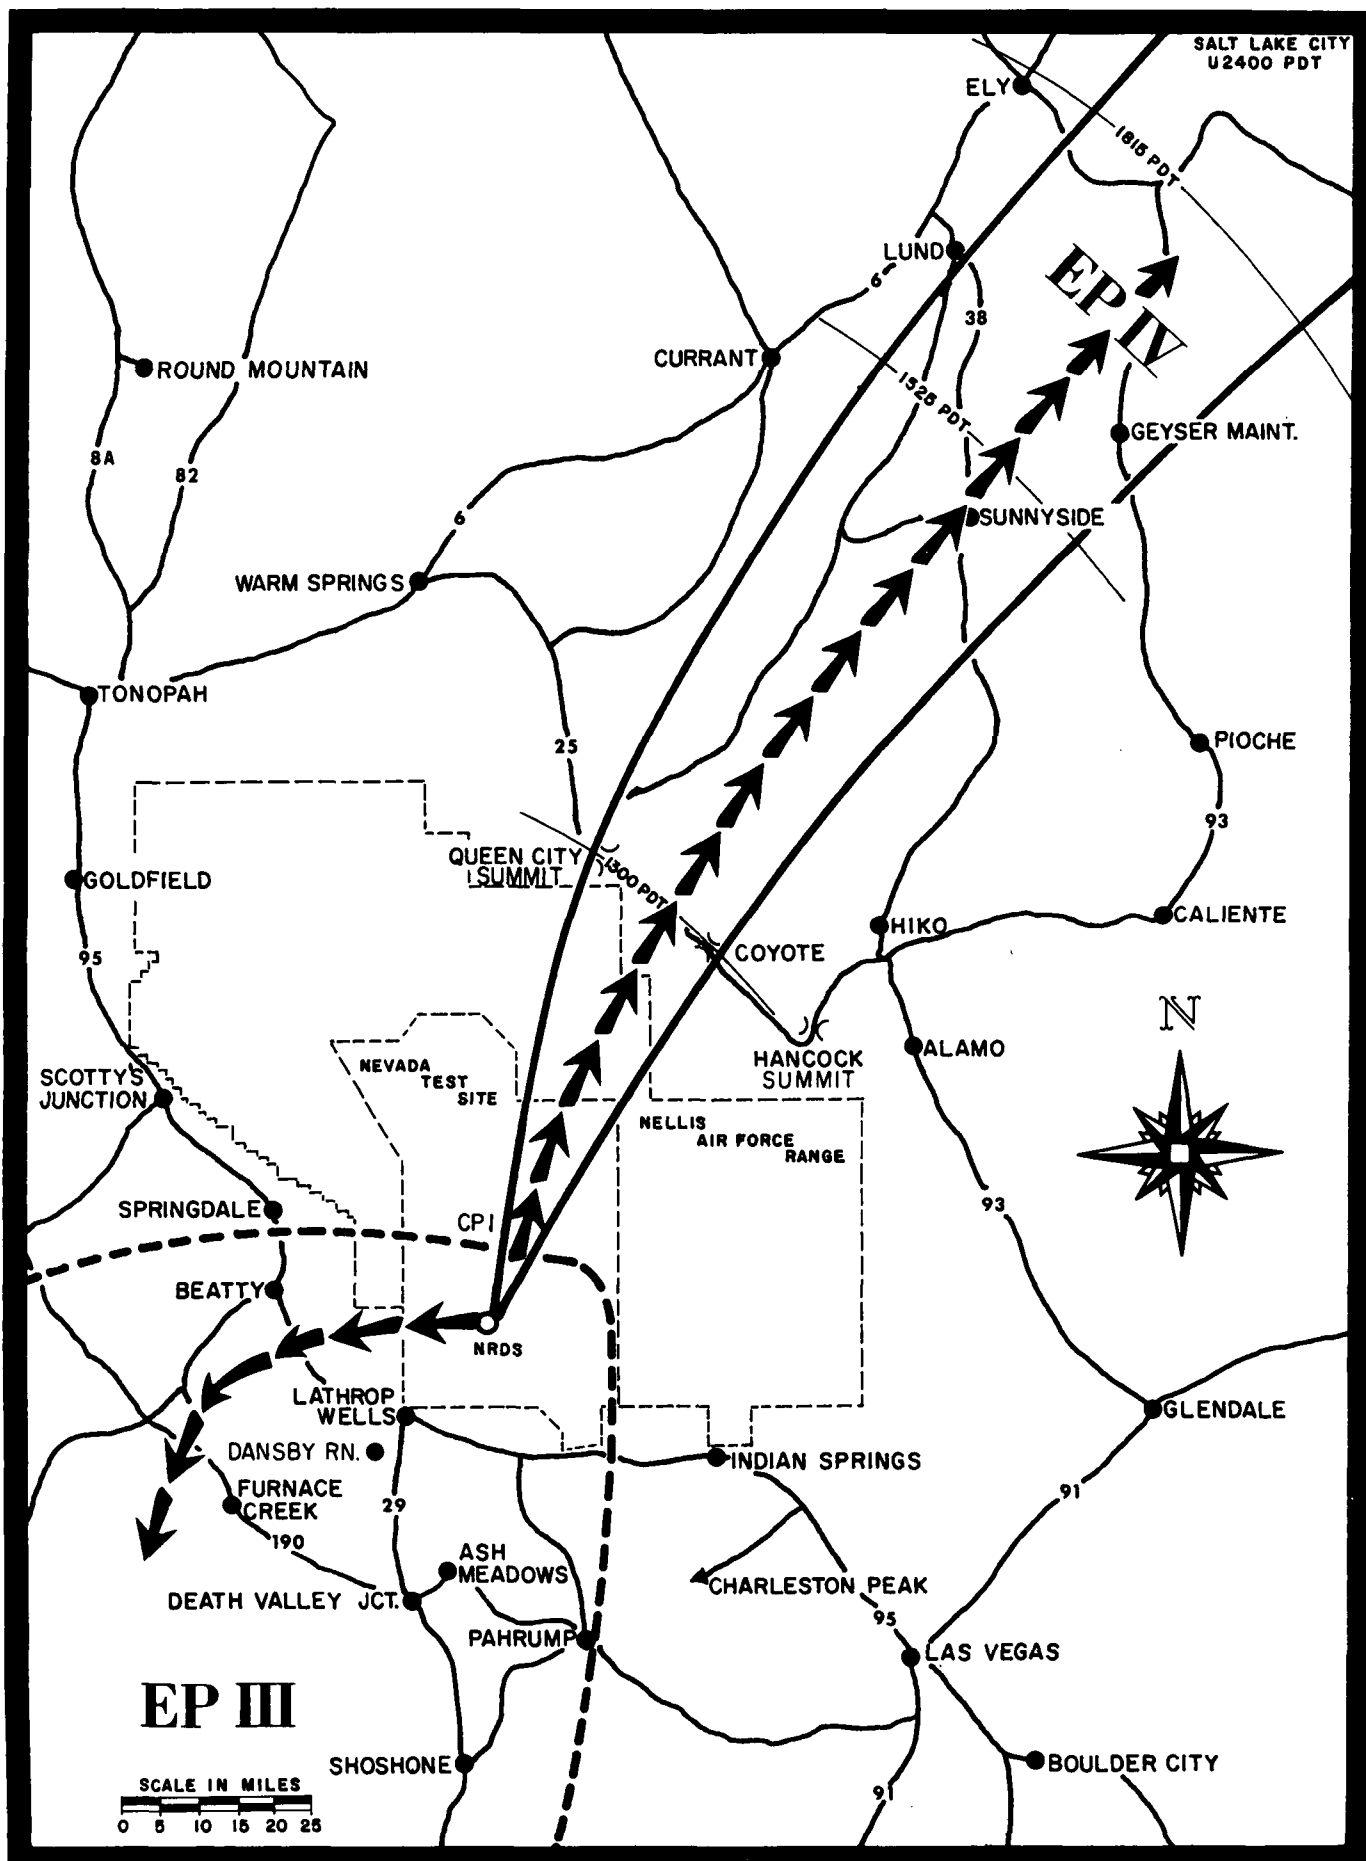 SALT LAKE CITY
U2400 PDT
ELY
1815 PDT
LUND
6
38
EP IV
CURRANT
ROUND MOUNTAIN
1525 PDT
GEYSER MAINT.
8A
82
6
SUNNYSIDE
WARM SPRINGS
TONOPAH
25
PIOCHE
93
QUEEN CITY
SUMMIT
1300 PDT
GOLDFIELD
CALIENTE
HIKO
95
COYOTE
N
HANCOCK
SUMMIT
ALAMO
NEVADA
TEST
SITE
SCOTTYS
JUNCTION
NELLIS
AIR FORCE
RANGE
SPRINGDALE
CP I
93
BEATTY
NRDS
LATHROP
WELLS
GLENDALE
DANSBY RN.
INDIAN SPRINGS
FURNACE
CREEK
29
91
190
ASH
MEADOWS
CHARLESTON PEAK
DEATH VALLEY JCT.
95
PAHRUMP
LAS VEGAS
EP III
SHOSHONE
BOULDER CITY
SCALE IN MILES
91
0 5 10 15 20 25